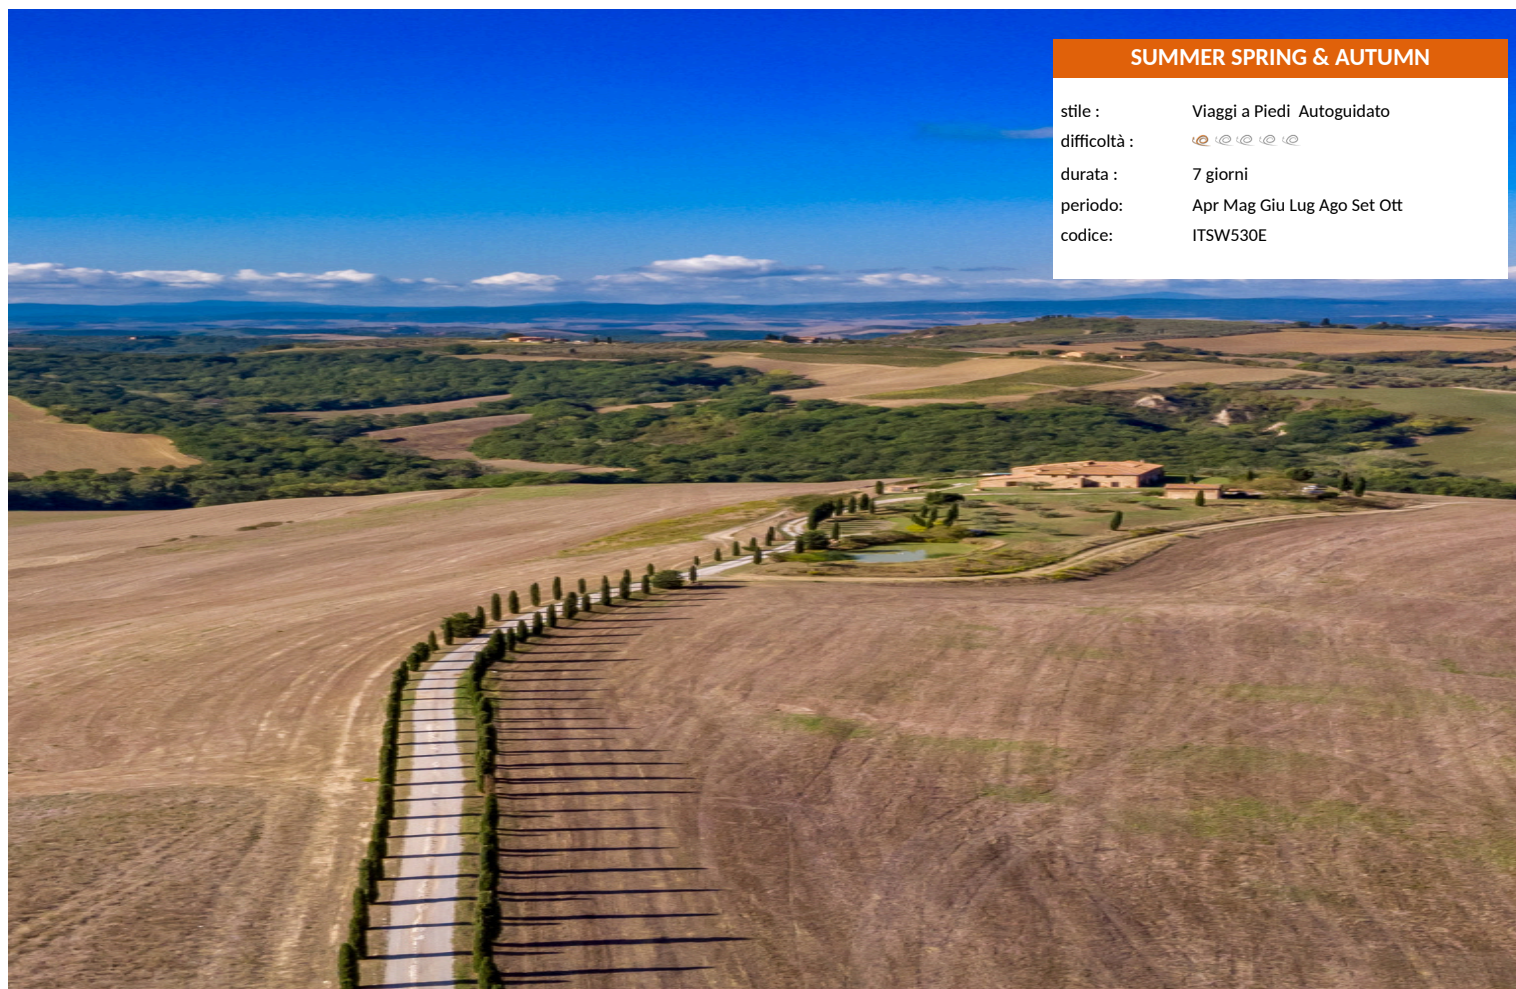 SUMMER SPRING & AUTUMN
stile : Viaggi a Piedi  Autoguidato
difficoltà :
durata : 7 giorni
periodo: Apr Mag Giu Lug Ago Set Ott
codice: ITSW530E